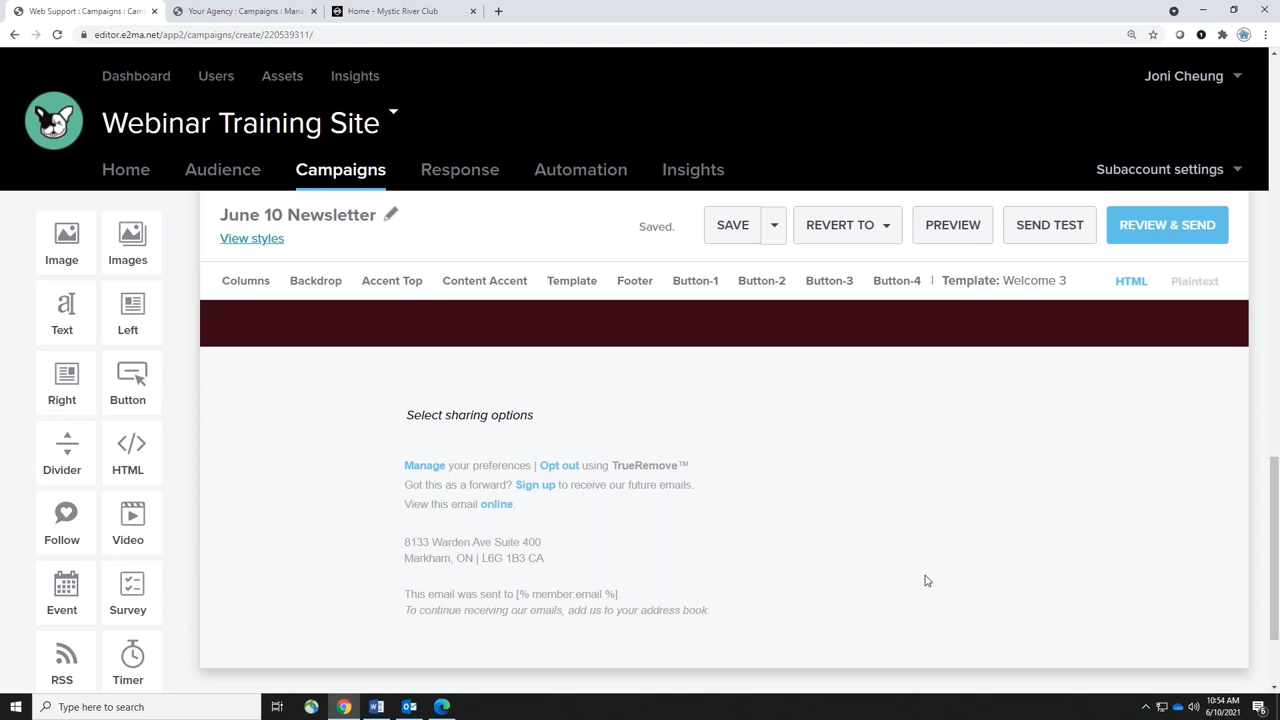 Web Support : Campaigns : Camp
Your Agency : Campaigns : Mana
Home - Mystic River Club
editor.e2ma.net/app2/campaigns/create/220539311/
Dashboard Users Assets Insights
Joni Cheung
Webinar Training Site
Home Audience Campaigns Response Automation Insights
Subaccount settings
June 10 Newsletter
View styles
Saved.
SAVE
REVERT TO
PREVIEW
SEND TEST
REVIEW & SEND
Columns Backdrop Accent Top Content Accent Template Footer Button-1 Button-2 Button-3 Button-4 | Template: Welcome 3
HTML Plaintext
Image Images
Text Left
Right Button
Divider HTML
Follow Video
Event Survey
RSS Timer
Select sharing options
Manage your preferences | Opt out using TrueRemove™
Got this as a forward? Sign up to receive our future emails.
View this email online.
8133 Warden Ave Suite 400
Markham, ON | L6G 1B3 CA
This email was sent to [% member:email %].
To continue receiving our emails, add us to your address book.
Type here to search
10:54 AM
6/10/2021